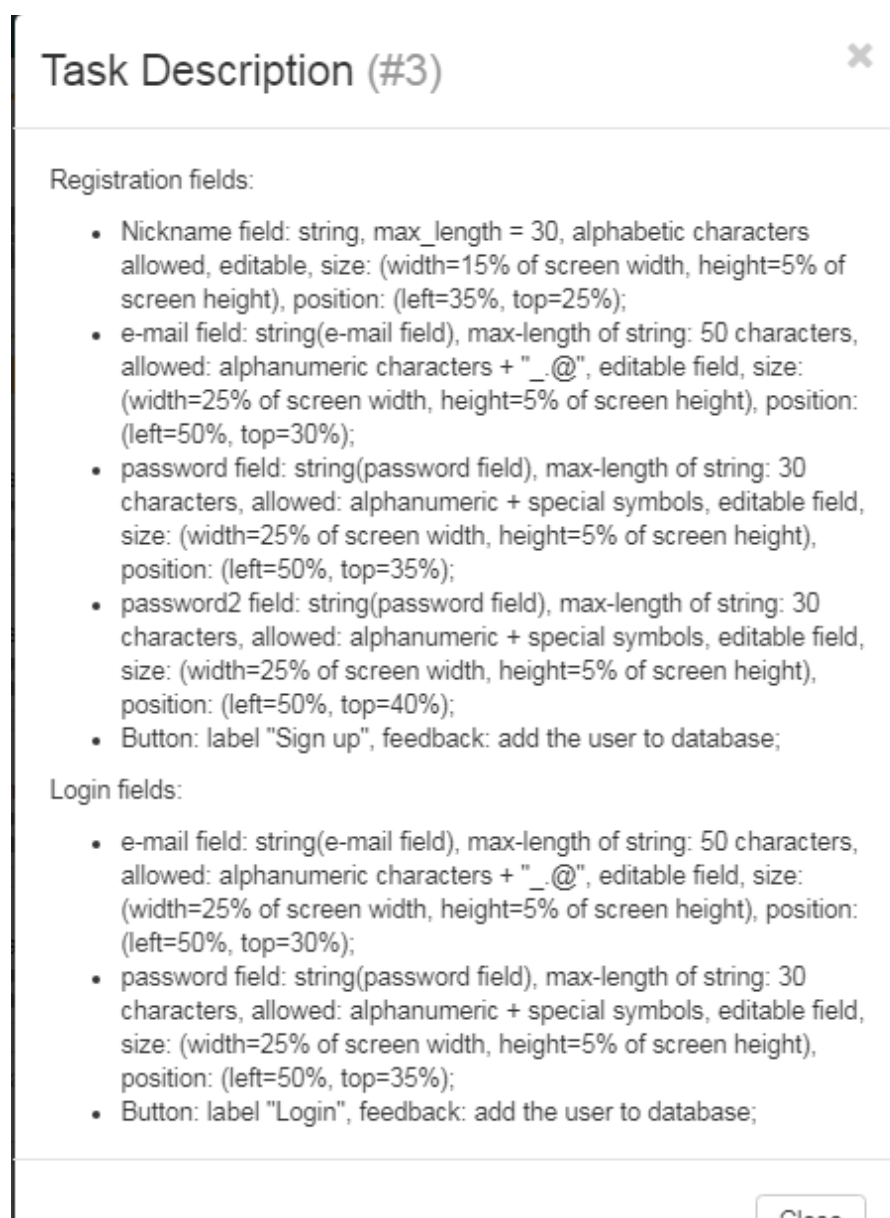 Task Description (#3)
×
Registration fields:
• Nickname field: string, max_length = 30, alphabetic characters
allowed, editable, size: (width=15% of screen width, height=5% of
screen height), position: (left=35%, top=25%);
• e-mail field: string(e-mail field), max-length of string: 50 characters,
allowed: alphanumeric characters + "_.@", editable field, size:
(width=25% of screen width, height=5% of screen height), position:
(left=50%, top=30%);
• password field: string(password field), max-length of string: 30
characters, allowed: alphanumeric + special symbols, editable field,
size: (width=25% of screen width, height=5% of screen height),
position: (left=50%, top=35%);
• password2 field: string(password field), max-length of string: 30
characters, allowed: alphanumeric + special symbols, editable field,
size: (width=25% of screen width, height=5% of screen height),
position: (left=50%, top=40%);
• Button: label "Sign up", feedback: add the user to database;
Login fields:
• e-mail field: string(e-mail field), max-length of string: 50 characters,
allowed: alphanumeric characters + "_.@", editable field, size:
(width=25% of screen width, height=5% of screen height), position:
(left=50%, top=30%);
• password field: string(password field), max-length of string: 30
characters, allowed: alphanumeric + special symbols, editable field,
size: (width=25% of screen width, height=5% of screen height),
position: (left=50%, top=35%);
• Button: label "Login", feedback: add the user to database;
Close